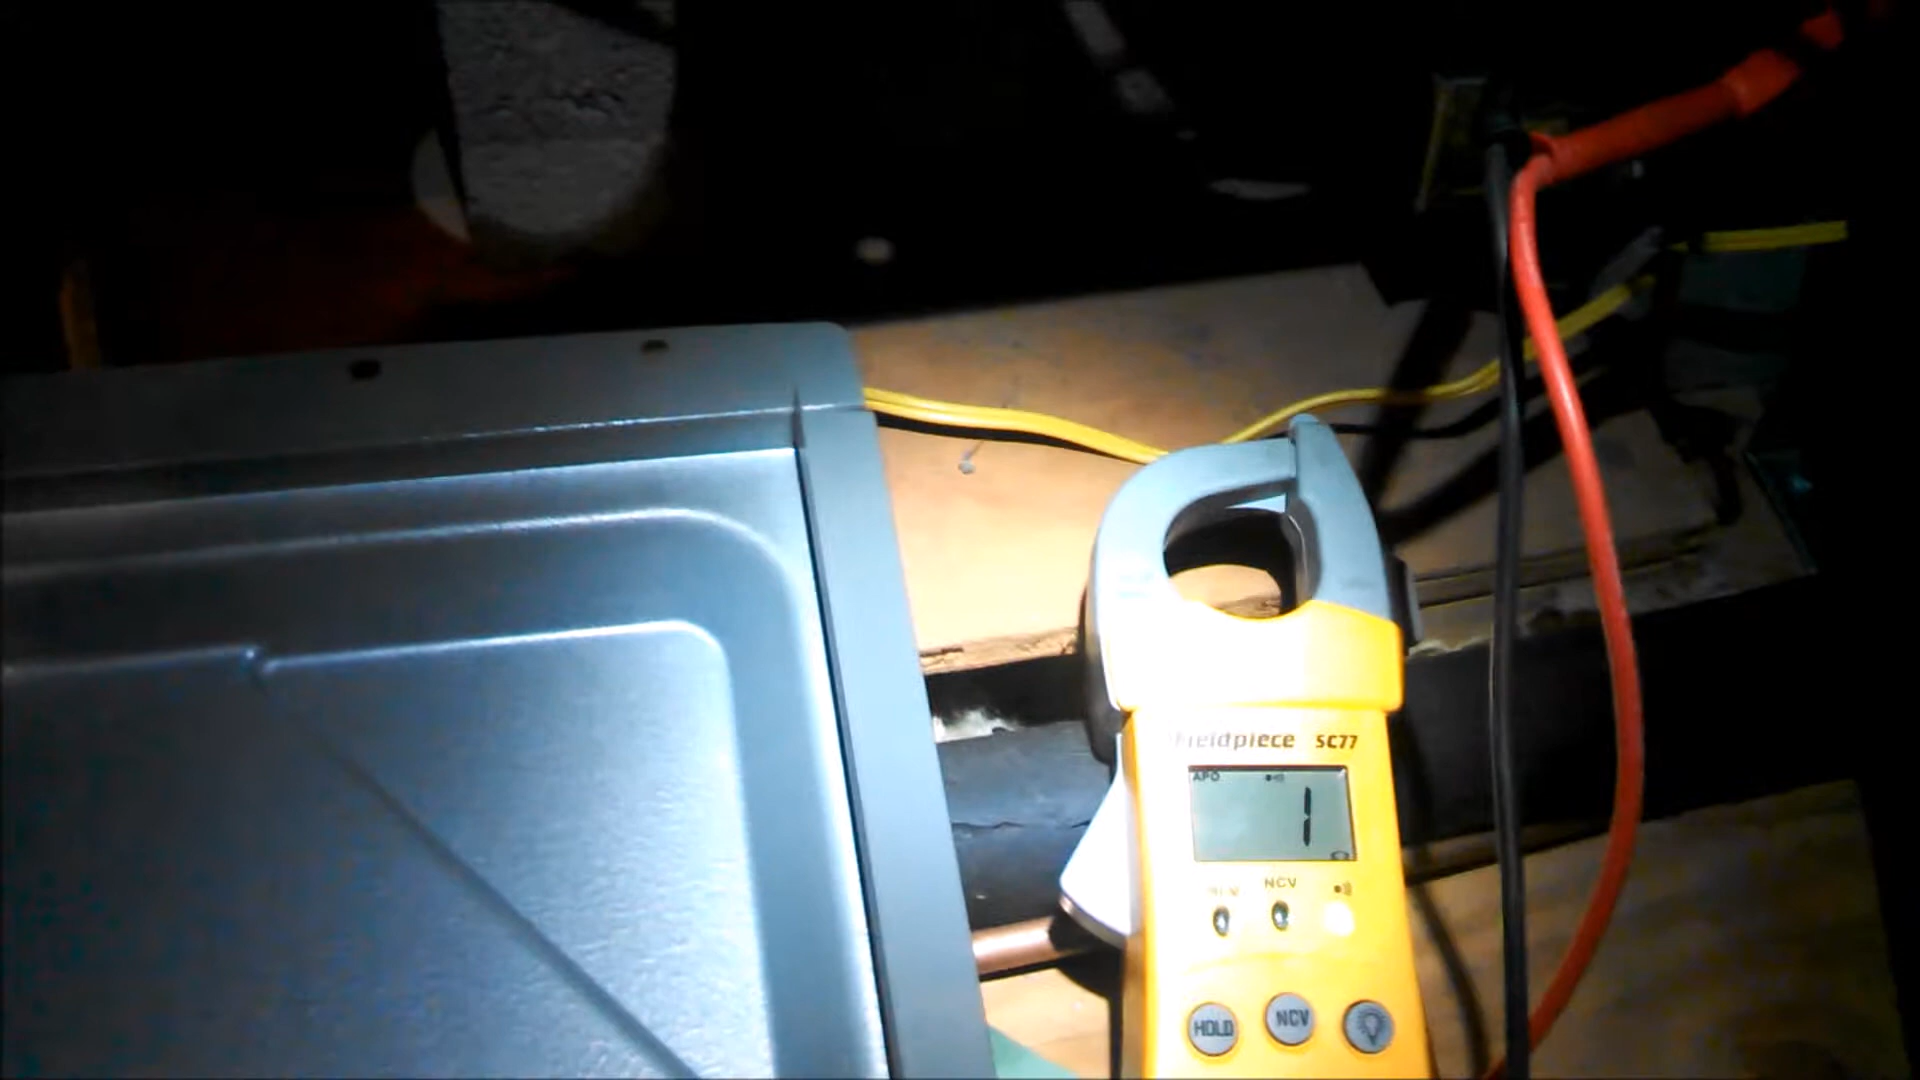 Fieldpiece SC77
APO
1
NCV
HOLD
NCV